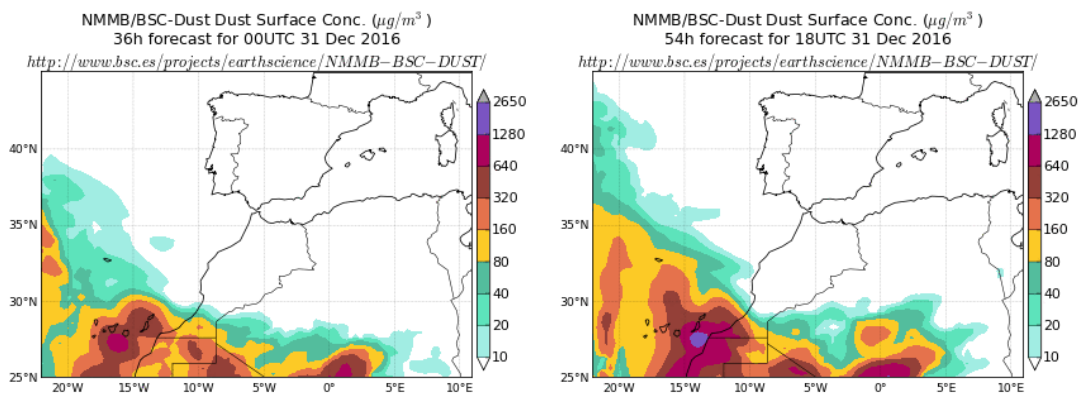 NMMB/BSC-Dust Dust Surface Conc. (μg/m³ )
36h forecast for 00UTC 31 Dec 2016
http://www.bsc.es/projects/earthscience/NMMB−BSC−DUST/
2650
1280
640
320
160
80
40
20
10
40°N
35°N
30°N
25°N
20°W
15°W
10°W
5°W
0°
5°E
10°E
NMMB/BSC-Dust Dust Surface Conc. (μg/m³ )
54h forecast for 18UTC 31 Dec 2016
http://www.bsc.es/projects/earthscience/NMMB−BSC−DUST/
2650
1280
640
320
160
80
40
20
10
40°N
35°N
30°N
25°N
20°W
15°W
10°W
5°W
0°
5°E
10°E